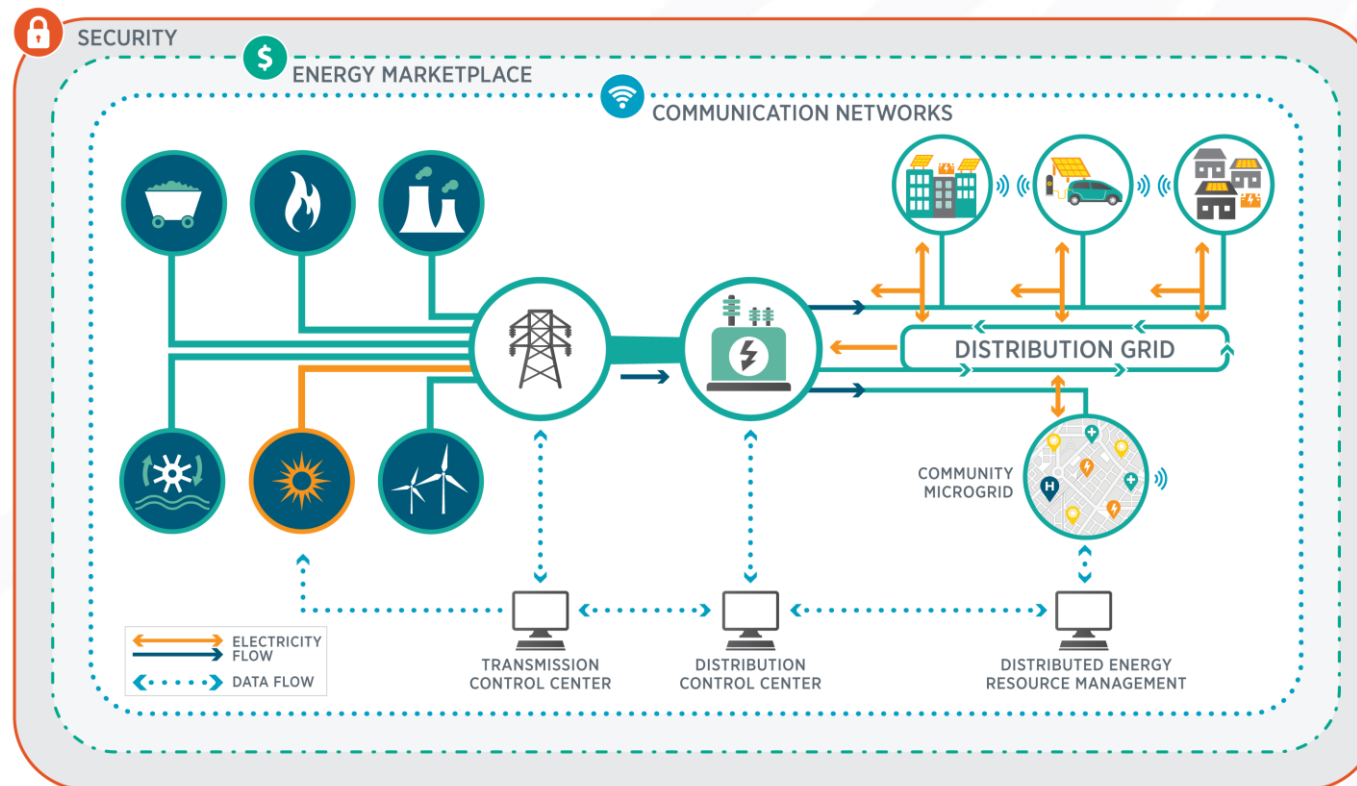 SECURITY
$
ENERGY MARKETPLACE
COMMUNICATION NETWORKS
DISTRIBUTION GRID
COMMUNITY
MICROGRID
H
ELECTRICITY
FLOW
DATA FLOW
TRANSMISSION
CONTROL CENTER
DISTRIBUTION
CONTROL CENTER
DISTRIBUTED ENERGY
RESOURCE MANAGEMENT